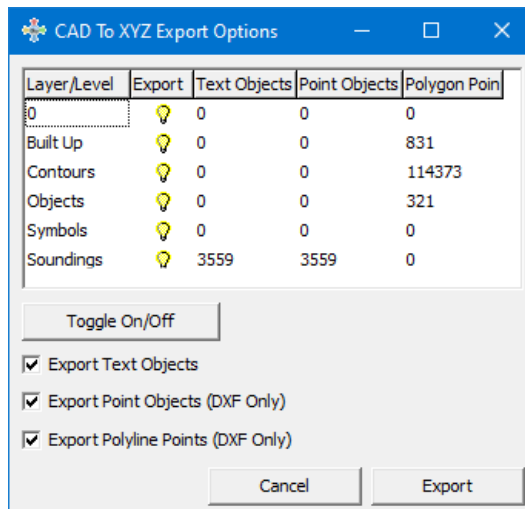 CAD To XYZ Export Options
Layer/Level Export Text Objects Point Objects Polygon Poin
0 0 0 0
Built Up 0 0 831
Contours 0 0 114373
Objects 0 0 321
Symbols 0 0 0
Soundings 3559 3559 0
Toggle On/Off
Export Text Objects
Export Point Objects (DXF Only)
Export Polyline Points (DXF Only)
Cancel Export